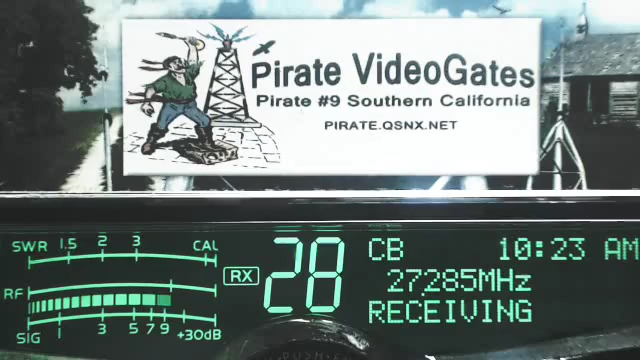 Pirate VideoGates
Pirate #9 Southern California
PIRATE.QSNX.NET
SWR 1.5 2 3 CAL
RF
SIG 1 3 5 7 9 +30dB
RX
28
CB 10:23 AM
27285MHz
RECEIVING